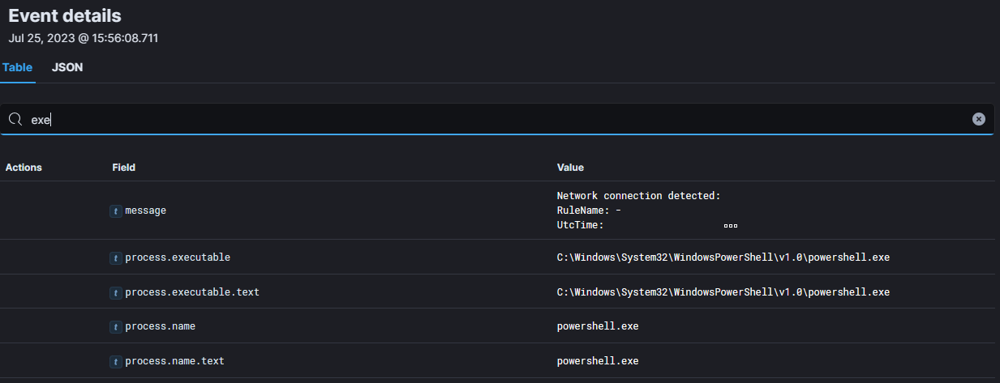 Event details
Jul 25, 2023 @ 15:56:08.711
Table JSON
exe
Actions Field Value
t message Network connection detected:
RuleName: -
UtcTime:
t process.executable C:\Windows\System32\WindowsPowerShell\v1.0\powershell.exe
t process.executable.text C:\Windows\System32\WindowsPowerShell\v1.0\powershell.exe
t process.name powershell.exe
t process.name.text powershell.exe